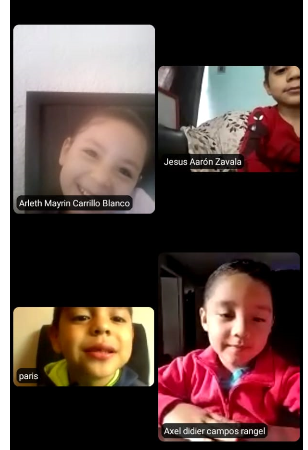 Arleth Mayrin Carrillo Blanco
Jesus Aarón Zavala
paris
Axel didier campos rangel